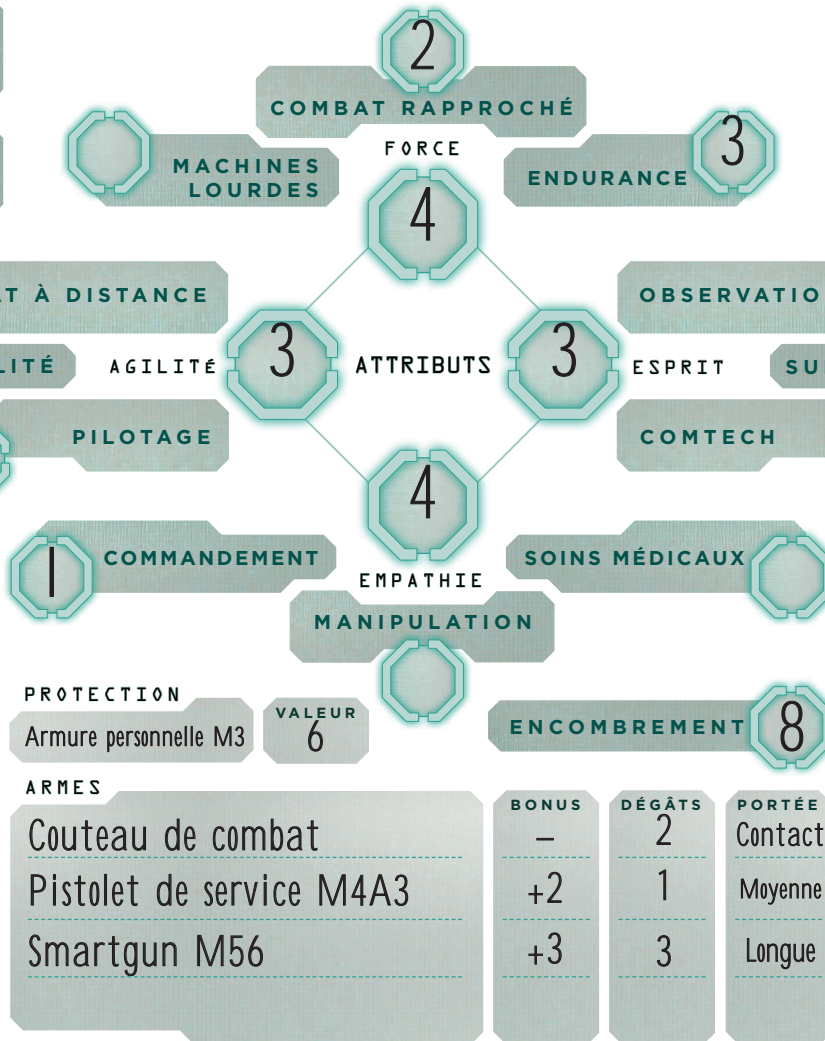 2
COMBAT RAPPROCHÉ
FORCE
MACHINES
LOURDES
ENDURANCE 3
4
T À DISTANCE
OBSERVATIO
LITÉ
AGILITÉ 3
ATTRIBUTS
3 ESPRIT
SU
PILOTAGE
COMTECH
4
EMPATHIE
1 COMMANDEMENT
SOINS MÉDICAUX
MANIPULATION
PROTECTION
Armure personnelle M3
VALEUR
6
ENCOMBREMENT 8
ARMES
BONUS DÉGÂTS PORTÉE
Couteau de combat – 2 Contact
Pistolet de service M4A3 +2 1 Moyenne
Smartgun M56 +3 3 Longue